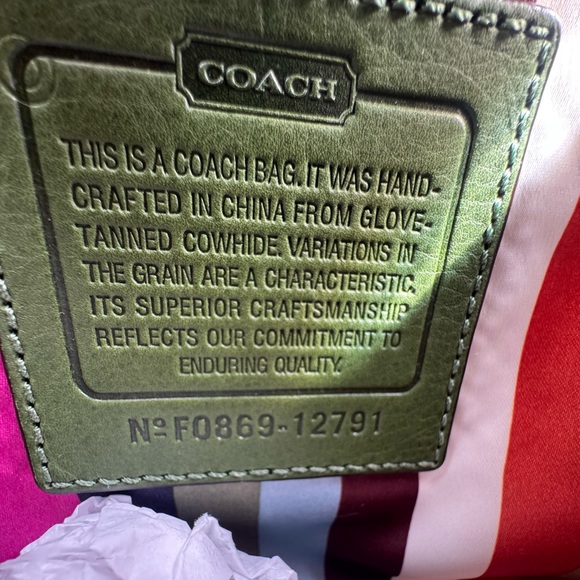 COACH
THIS IS A COACH BAG. IT WAS HAND-
CRAFTED IN CHINA FROM GLOVE-
TANNED COWHIDE. VARIATIONS IN
THE GRAIN ARE A CHARACTERISTIC.
ITS SUPERIOR CRAFTSMANSHIP
REFLECTS OUR COMMITMENT TO
ENDURING QUALITY.
Nº F0869-12791